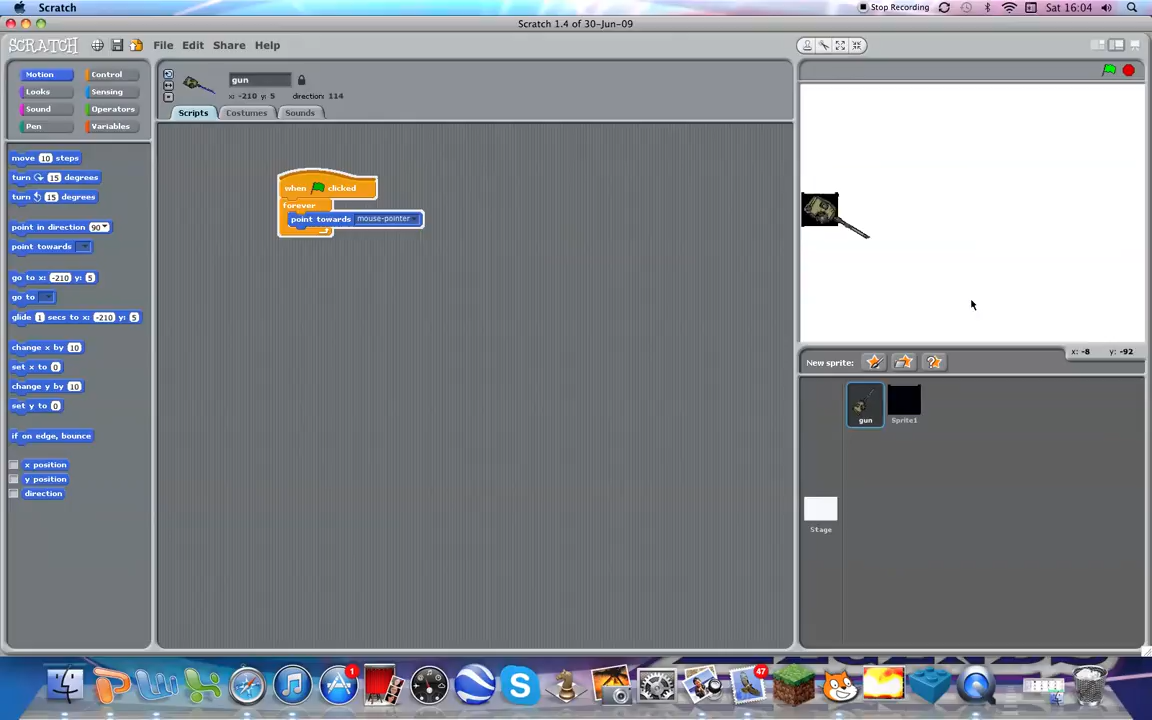 Scratch
Stop Recording
Sat 16:04
Scratch 1.4 of 30-Jun-09
SCRATCH
File Edit Share Help
Motion Control
Looks Sensing
Sound Operators
Pen Variables
gun
x: -210 y: 5 direction: 114
Scripts Costumes Sounds
move 10 steps
turn 15 degrees
turn 15 degrees
point in direction 90
point towards
go to x: -210 y: 5
go to
glide 1 secs to x: -210 y: 5
change x by 10
set x to 0
change y by 10
set y to 0
if on edge, bounce
x position
y position
direction
when clicked
forever
point towards mouse-pointer
x: -8 y: -92
New sprite:
gun
Sprite1
Stage
1
47